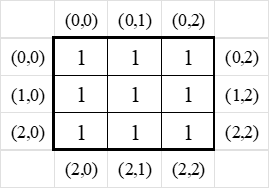 (0,0) (0,1) (0,2)
(0,0) 1 1 1 (0,2)
(1,0) 1 1 1 (1,2)
(2,0) 1 1 1 (2,2)
(2,0) (2,1) (2,2)